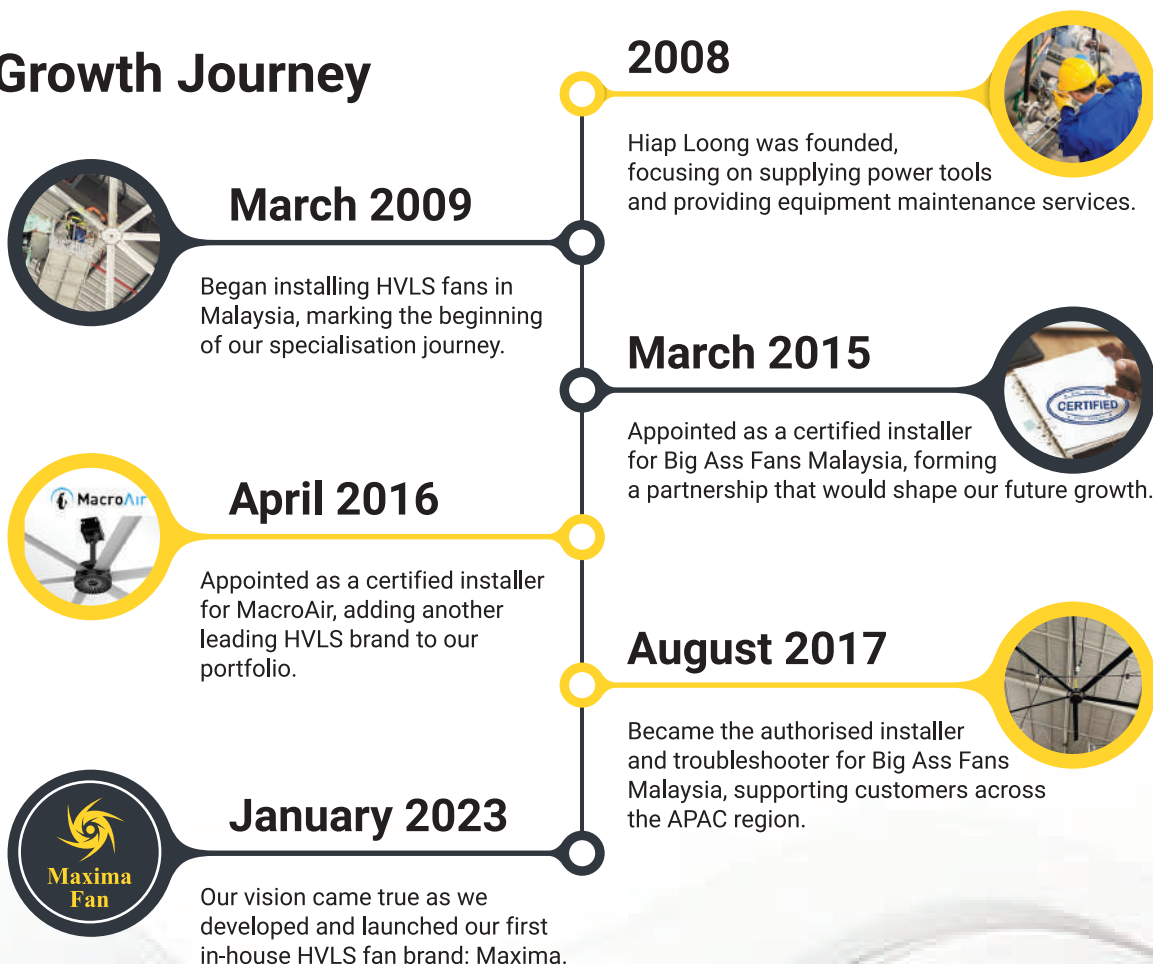 Growth Journey
2008
Hiap Loong was founded,
focusing on supplying power tools
and providing equipment maintenance services.
March 2009
Began installing HVLS fans in
Malaysia, marking the beginning
of our specialisation journey.
March 2015
CERTIFIED
Appointed as a certified installer
for Big Ass Fans Malaysia, forming
a partnership that would shape our future growth.
MacroAir
April 2016
Appointed as a certified installer
for MacroAir, adding another
leading HVLS brand to our
portfolio.
August 2017
Became the authorised installer
and troubleshooter for Big Ass Fans
Malaysia, supporting customers across
the APAC region.
Maxima
Fan
January 2023
Our vision came true as we
developed and launched our first
in-house HVLS fan brand: Maxima.